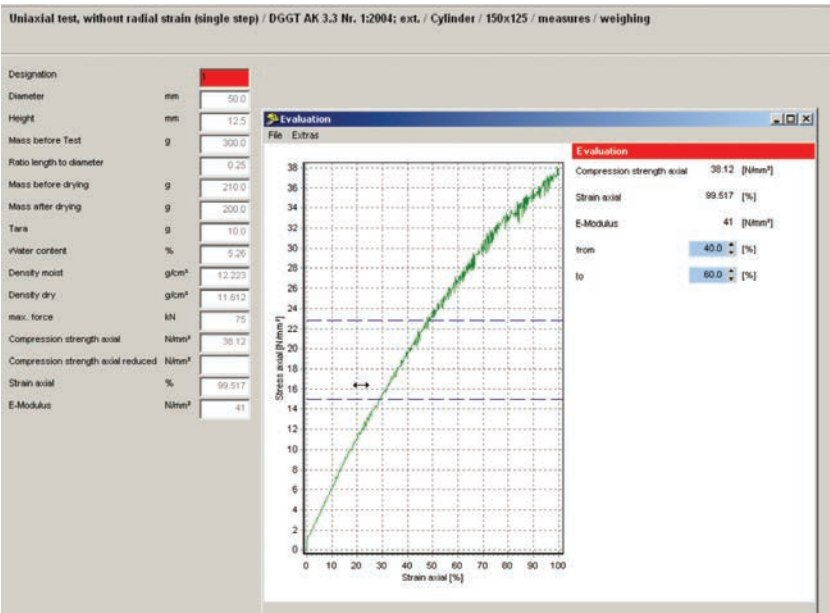 Uniaxial test, without radial strain (single step) / DGGT AK 3.3 Nr. 1:2004; ext. / Cylinder / 150x125 / measures / weighing
Designation 1
Diameter mm 50.0
Height mm 12.5
Mass before Test g 300.0
Ratio length to diameter 0.25
Mass before drying g 210.0
Mass after drying g 200.0
Tara g 10.0
Water content % 5.26
Density moist g/cm³ 12.223
Density dry g/cm³ 11.612
max. force kN 75
Compression strength axial N/mm² 38.12
Compression strength axial reduced N/mm²
Strain axial % 99.517
E-Modulus N/mm² 41
Evaluation
File Extras
38
36
34
32
30
28
26
24
22
20
18
16
14
12
10
8
6
4
2
0
Stress axial [N/mm²]
0 10 20 30 40 50 60 70 80 90 100
Strain axial [%]
Evaluation
Compression strength axial 38.12 [N/mm²]
Strain axial 99.517 [%]
E-Modulus 41 [N/mm²]
from 40.0 [%]
to 60.0 [%]